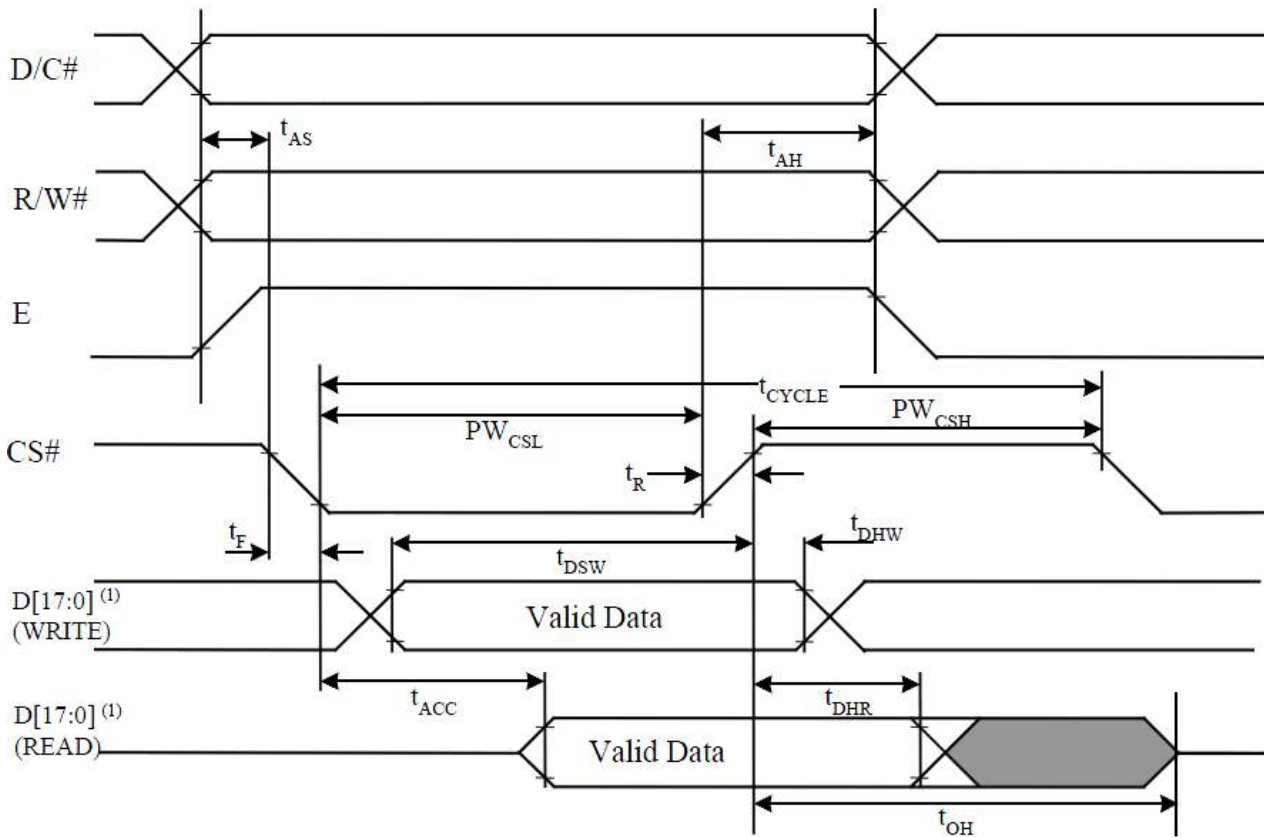 D/C#
t_AS
t_AH
R/W#
E
t_CYCLE
PW_CSL
PW_CSH
CS#
t_R
t_F
t_DSW
t_DHW
D[17:0] (1)
(WRITE)
Valid Data
t_ACC
t_DHR
D[17:0] (1)
(READ)
Valid Data
t_OH